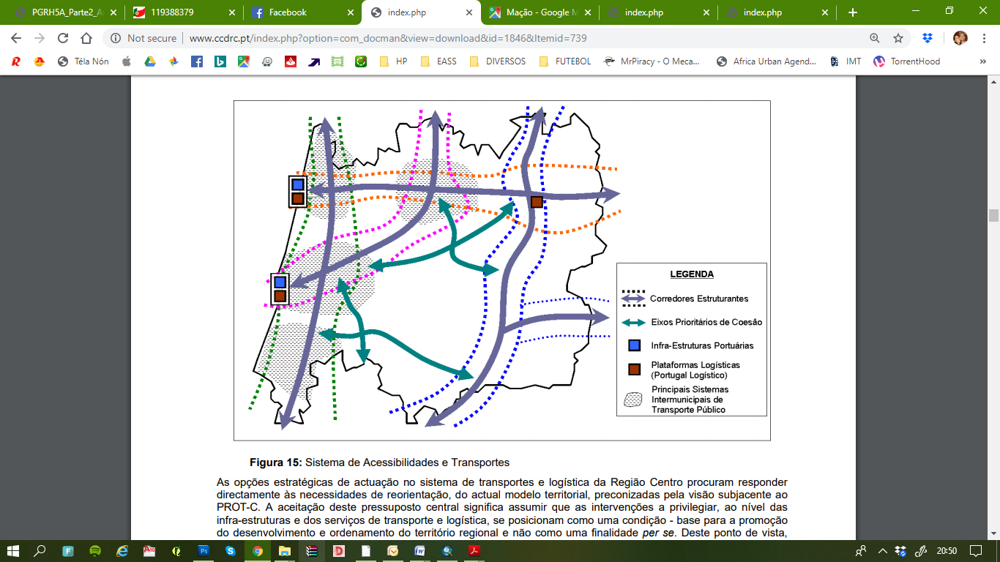 PGRH5A_Parte2_A
119388379
Facebook
index.php
Mação - Google M
index.php
index.php
Not secure
www.ccdrc.pt/index.php?option=com_docman&view=download&id=1846&Itemid=739
Téla Nón
HP
EASS
DIVERSOS
FUTEBOL
MrPiracy - O Meca...
Africa Urban Agend...
IMT
TorrentHood
LEGENDA
Corredores Estruturantes
Eixos Prioritários de Coesão
Infra-Estruturas Portuárias
Plataformas Logísticas
(Portugal Logístico)
Principais Sistemas
Intermunicipais de
Transporte Público
Figura 15: Sistema de Acessibilidades e Transportes
As opções estratégicas de actuação no sistema de transportes e logística da Região Centro procuram responder
directamente às necessidades de reorientação, do actual modelo territorial, preconizadas pela visão subjacente ao
PROT-C. A aceitação deste pressuposto central significa assumir que as intervenções a privilegiar, ao nível das
infra-estruturas e dos serviços de transporte e logística, se posicionam como uma condição - base para a promoção
do desenvolvimento e ordenamento do território regional e não como uma finalidade per se. Deste ponto de vista,
20:50